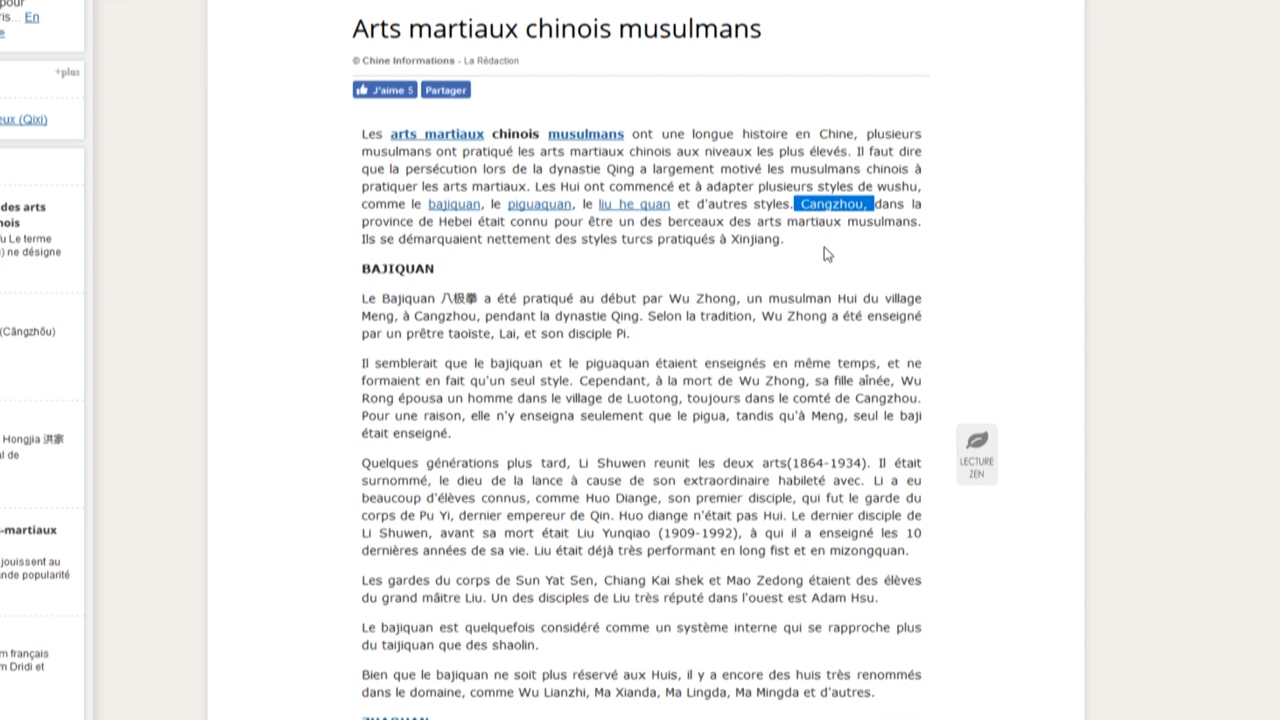 pour
ris... En
+plus
eux (Qixi)
des arts
nois
u Le terme
) ne désigne
(Cāngzhōu)
Hongjia 洪家
al de
-martiaux
jouissent au
nde popularité
m français
m Dridi et
Arts martiaux chinois musulmans
© Chine Informations - La Rédaction
J'aime 5 Partager
Les arts martiaux chinois musulmans ont une longue histoire en Chine, plusieurs
musulmans ont pratiqué les arts martiaux chinois aux niveaux les plus élevés. Il faut dire
que la persécution lors de la dynastie Qing a largement motivé les musulmans chinois à
pratiquer les arts martiaux. Les Hui ont commencé et à adapter plusieurs styles de wushu,
comme le bajiquan, le piguaquan, le liu he quan et d'autres styles. Cangzhou, dans la
province de Hebei était connu pour être un des berceaux des arts martiaux musulmans.
Ils se démarquaient nettement des styles turcs pratiqués à Xinjiang.
BAJIQUAN
Le Bajiquan 八极拳 a été pratiqué au début par Wu Zhong, un musulman Hui du village
Meng, à Cangzhou, pendant la dynastie Qing. Selon la tradition, Wu Zhong a été enseigné
par un prêtre taoïste, Lai, et son disciple Pi.
Il semblerait que le bajiquan et le piguaquan étaient enseignés en même temps, et ne
formaient en fait qu'un seul style. Cependant, à la mort de Wu Zhong, sa fille aînée, Wu
Rong épousa un homme dans le village de Luotong, toujours dans le comté de Cangzhou.
Pour une raison, elle n'y enseigna seulement que le pigua, tandis qu'à Meng, seul le baji
était enseigné.
Quelques générations plus tard, Li Shuwen reunit les deux arts(1864-1934). Il était
surnommé, le dieu de la lance à cause de son extraordinaire habileté avec. Li a eu
beaucoup d'élèves connus, comme Huo Diange, son premier disciple, qui fut le garde du
corps de Pu Yi, dernier empereur de Qin. Huo diange n'était pas Hui. Le dernier disciple de
Li Shuwen, avant sa mort était Liu Yunqiao (1909-1992), à qui il a enseigné les 10
dernières années de sa vie. Liu était déjà très performant en long fist et en mizongquan.
Les gardes du corps de Sun Yat Sen, Chiang Kai shek et Mao Zedong étaient des élèves
du grand mâitre Liu. Un des disciples de Liu très réputé dans l'ouest est Adam Hsu.
Le bajiquan est quelquefois considéré comme un système interne qui se rapproche plus
du taijiquan que des shaolin.
Bien que le bajiquan ne soit plus réservé aux Huis, il y a encore des huis très renommés
dans le domaine, comme Wu Lianzhi, Ma Xianda, Ma Lingda, Ma Mingda et d'autres.
LECTURE
ZEN